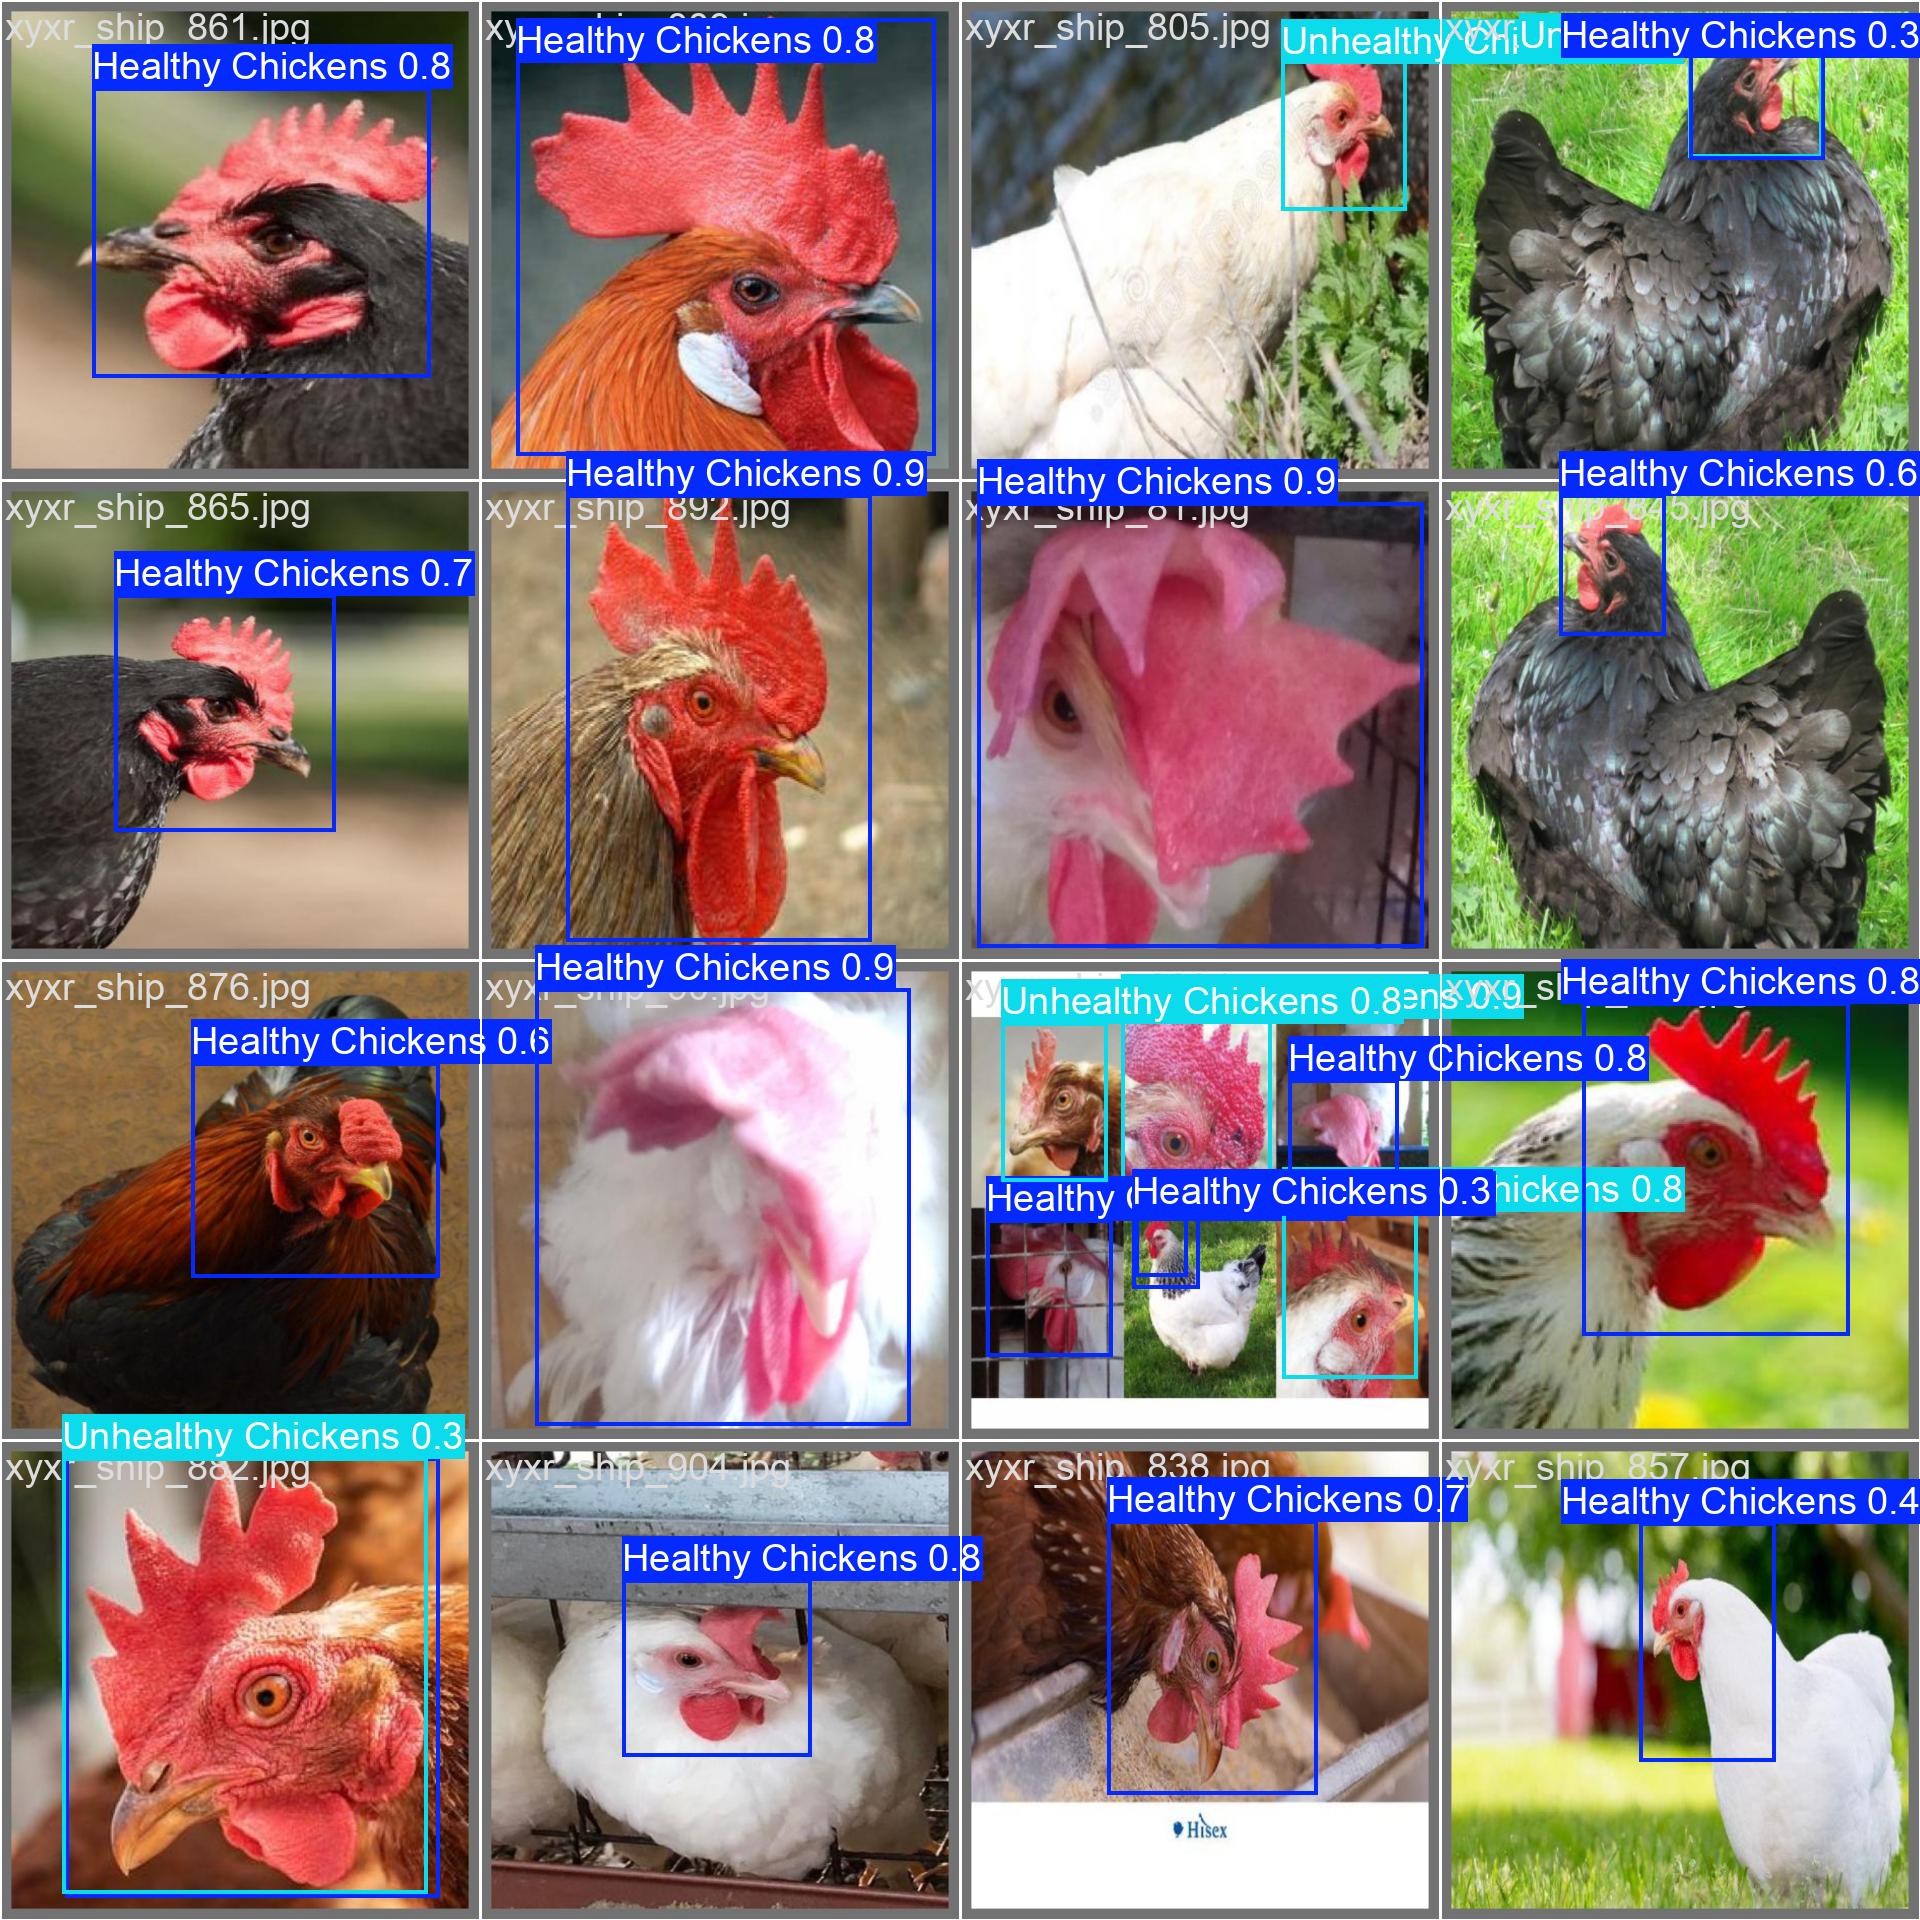 xyxr_ship_861.jpg
Healthy Chickens 0.8
Healthy Chickens 0.8
xyxr_ship_805.jpg
Unhealthy Chi
Un
Healthy Chickens 0.3
xyxr_ship_865.jpg
Healthy Chickens 0.7
xyxr_ship_892.jpg
Healthy Chickens 0.9
xyxr_ship_81.jpg
Healthy Chickens 0.9
Healthy Chickens 0.6
xyxr_ship_876.jpg
Healthy Chickens 0.6
Healthy Chickens 0.9
Unhealthy Chickens 0.8
ens 0.9
Healthy Chickens 0.8
Healthy
Healthy Chickens 0.3
hickens 0.8
Healthy Chickens 0.8
xyxr_ship_882.jpg
Unhealthy Chickens 0.3
xyxr_ship_904.jpg
Healthy Chickens 0.8
xyxr_ship_838.jpg
Healthy Chickens 0.7
Hisex
xyxr_ship_857.jpg
Healthy Chickens 0.4